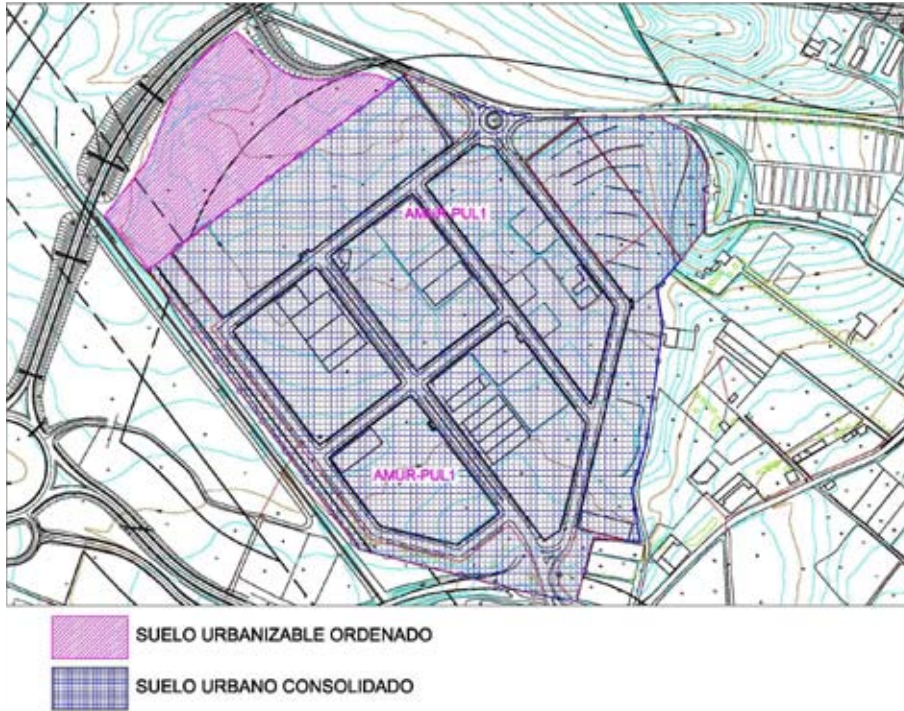 AMUR-PUL1
AMUR-PUL1
SUELO URBANIZABLE ORDENADO
SUELO URBANO CONSOLIDADO